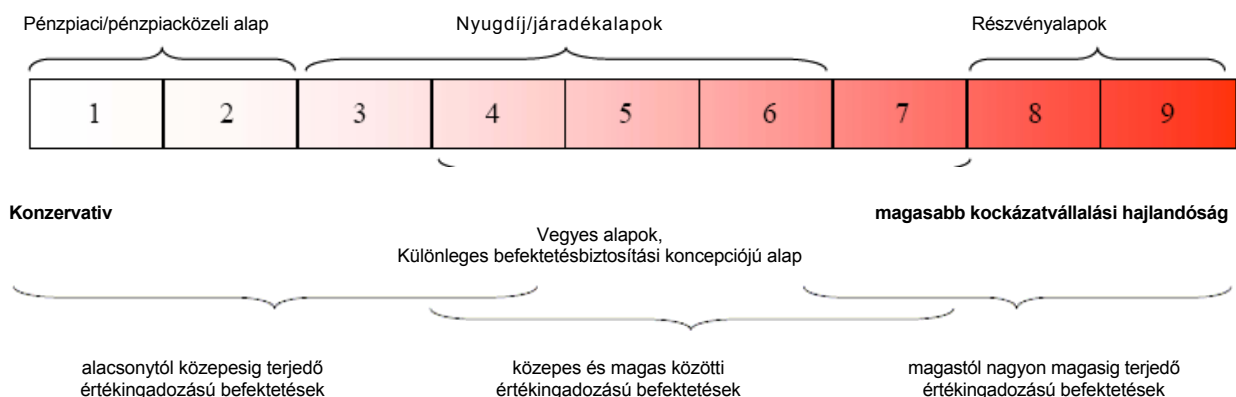 Pénzpiaci/pénzpiacközeli alap Nyugdíj/járadékalapok Részvényalapok
1 2 3 4 5 6 7 8 9
Konzervativ magasabb kockázatvállalási hajlandóság
Vegyes alapok,
Különleges befektetésbiztosítási koncepciójú alap
alacsonytól közepesig terjedő közepes és magas közötti magastól nagyon magasig terjedő
értékingadozású befektetések értékingadozású befektetések értékingadozású befektetések